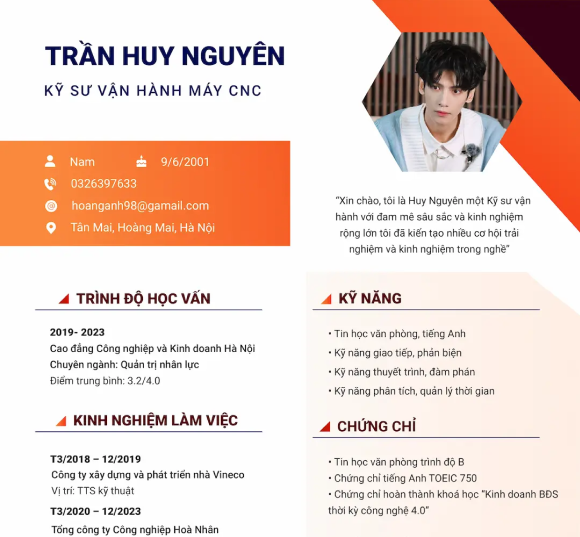 TRẦN HUY NGUYÊN
KỸ SƯ VẬN HÀNH MÁY CNC
Nam 9/6/2001
0326397633
hoanganh98@gamail.com
Tân Mai, Hoàng Mai, Hà Nội
“Xin chào, tôi là Huy Nguyên một Kỹ sư vận
hành với đam mê sâu sắc và kinh nghiệm
rộng lớn tôi đã kiến tạo nhiều cơ hội trải
nghiệm và kinh nghiệm trong nghề”
TRÌNH ĐỘ HỌC VẤN
2019- 2023
Cao đẳng Công nghiệp và Kinh doanh Hà Nội
Chuyên ngành: Quản trị nhân lực
Điểm trung bình: 3.2/4.0
KINH NGHIỆM LÀM VIỆC
T3/2018 – 12/2019
Công ty xây dựng và phát triển nhà Vineco
Vị trí: TTS kỹ thuật
T3/2020 – 12/2023
Tổng công ty Công nghiệp Hoà Nhân
KỸ NĂNG
• Tin học văn phòng, tiếng Anh
• Kỹ năng giao tiếp, phản biện
• Kỹ năng thuyết trình, đàm phán
• Kỹ năng phân tích, quản lý thời gian
CHỨNG CHỈ
• Tin học văn phòng trình độ B
• Chứng chỉ tiếng Anh TOEIC 750
• Chứng chỉ hoàn thành khoá học “Kinh doanh BĐS
thời kỳ công nghệ 4.0”